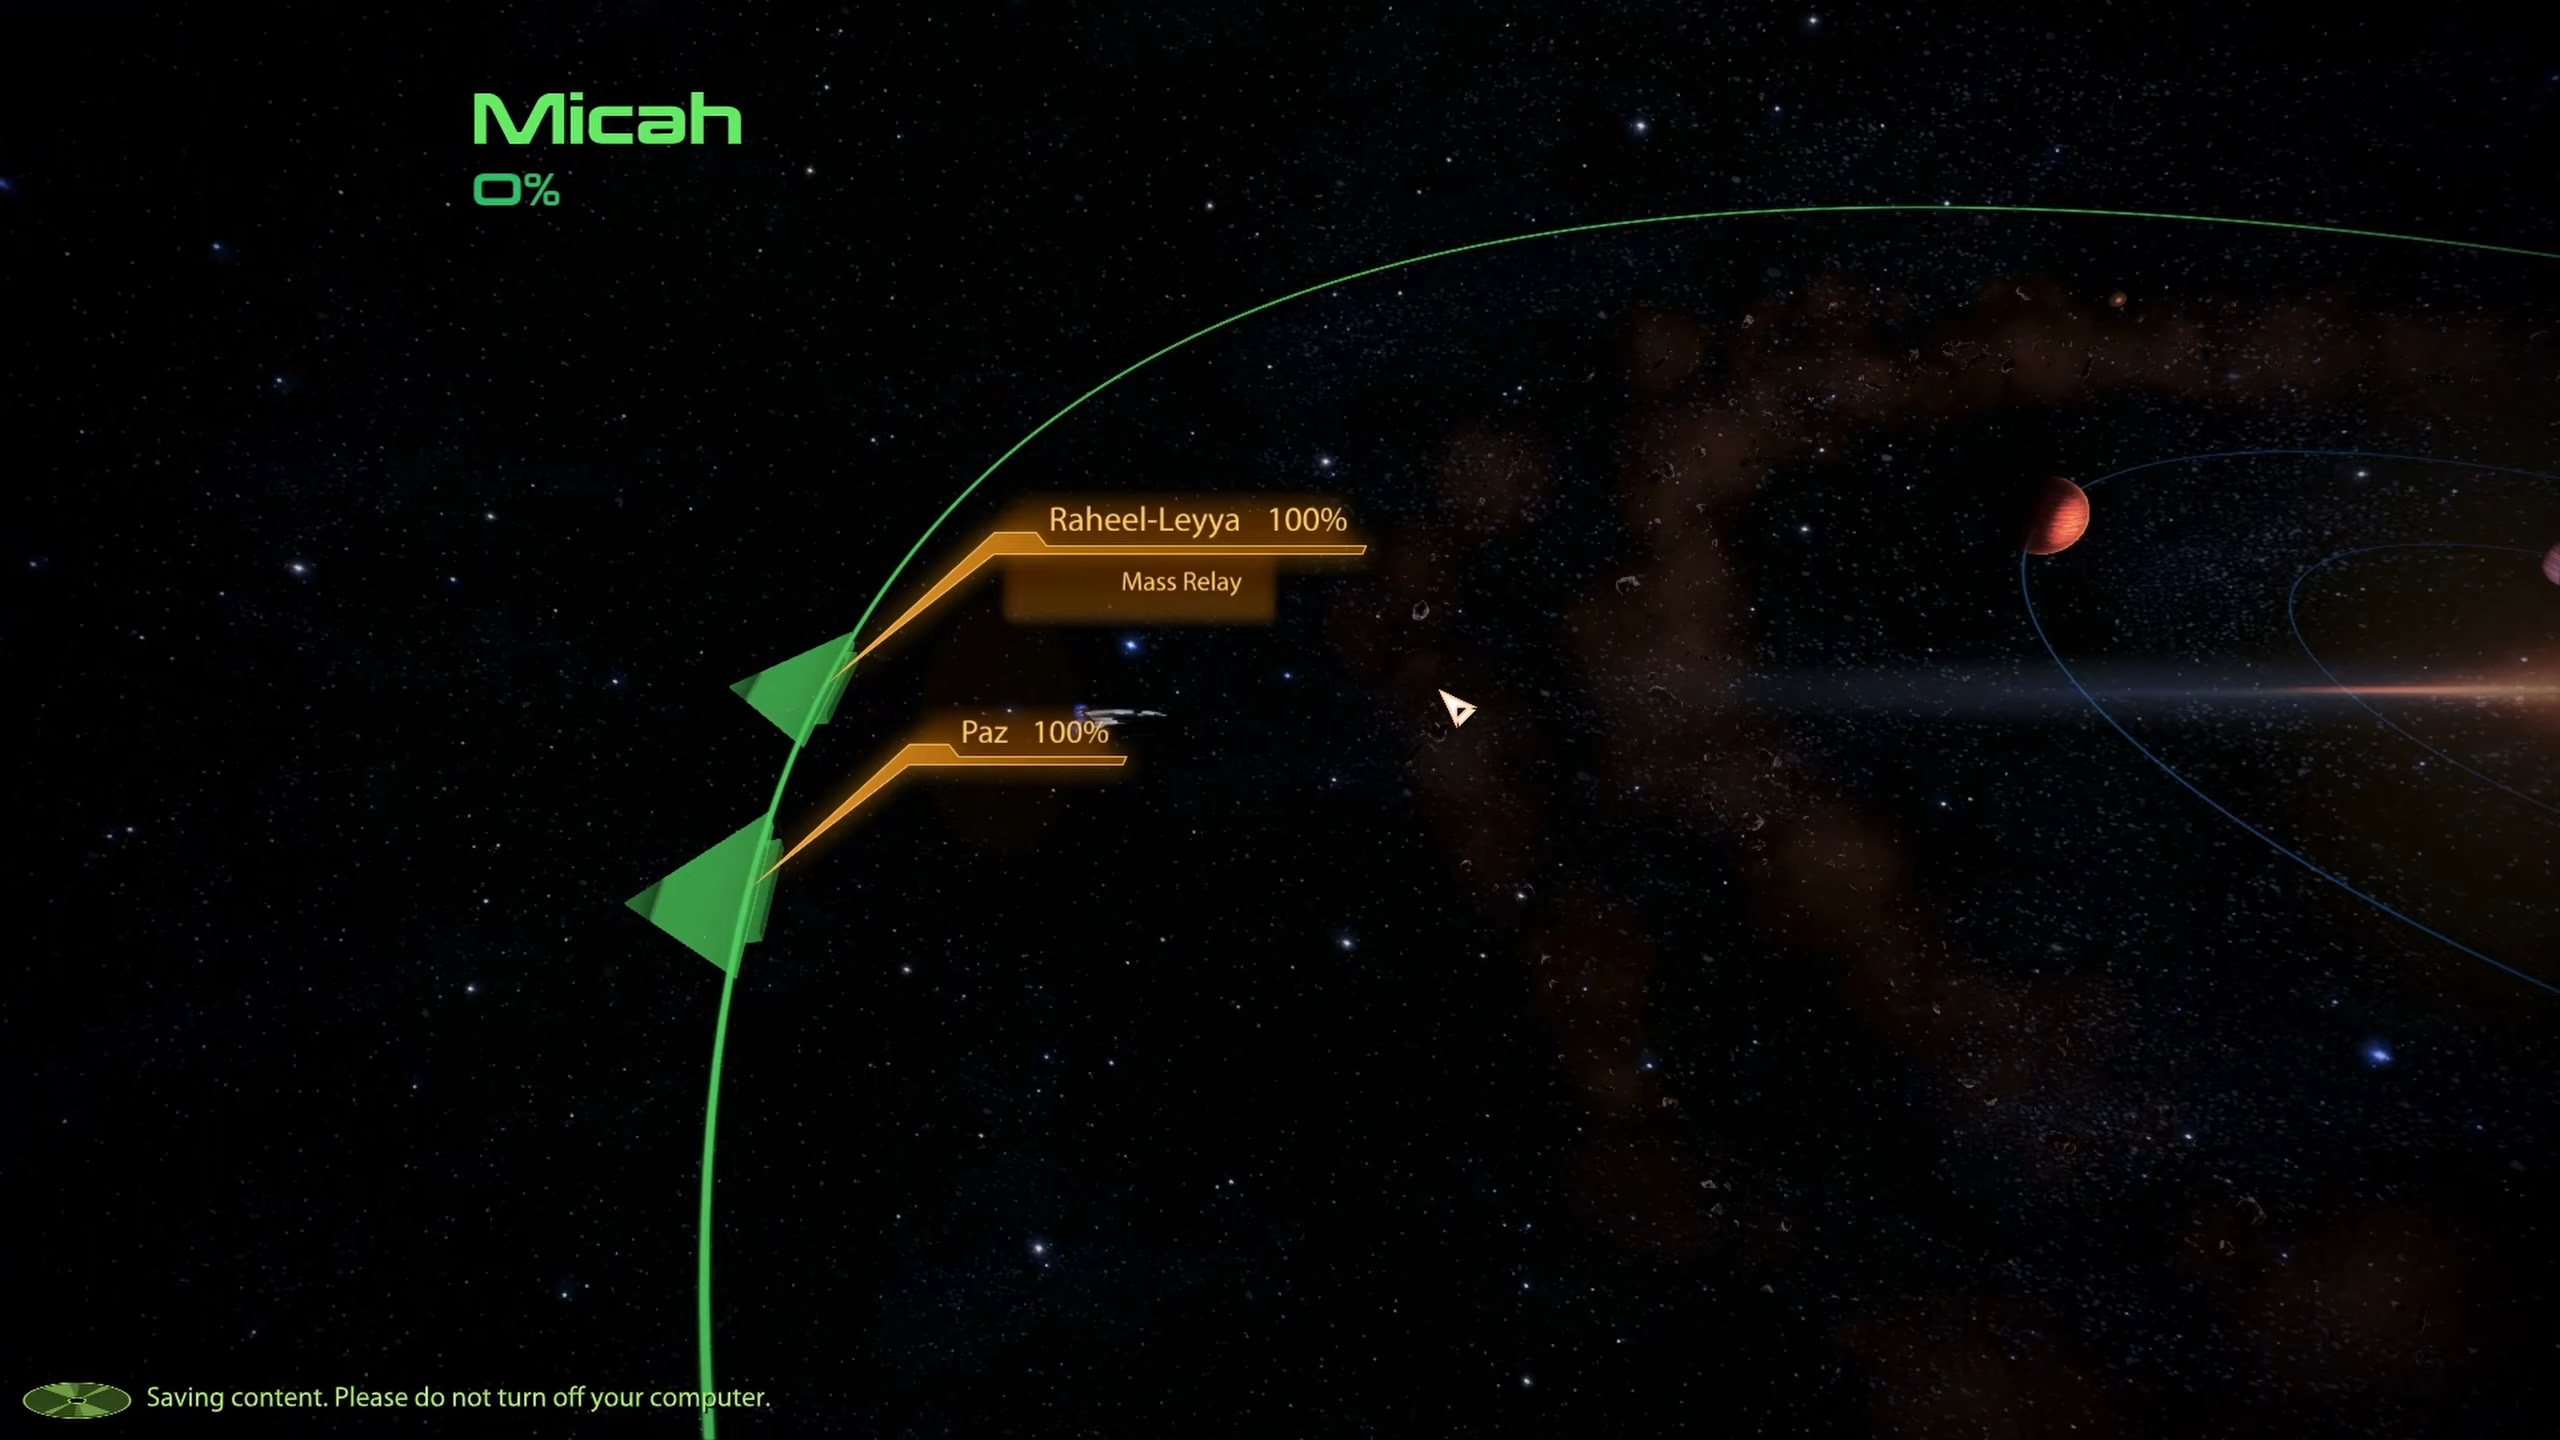 Micah
0%
Raheel-Leyya 100%
Mass Relay
Paz 100%
Saving content. Please do not turn off your computer.